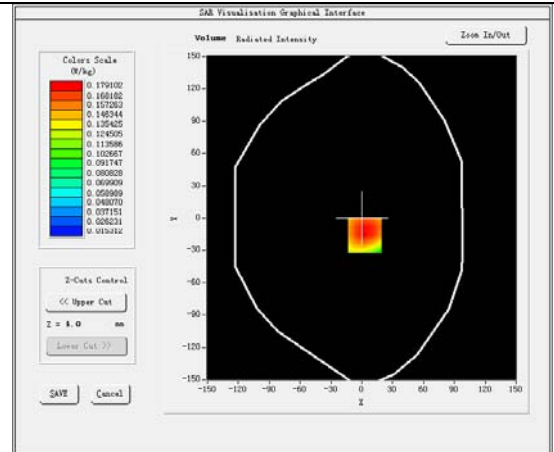 SAR Visualisation Graphical Interface
Volume Radiated Intensity
Zoom In/Out
Colors Scale
(W/kg)
0.179102
0.168182
0.157263
0.146344
0.135425
0.124505
0.113586
0.102667
0.091747
0.080828
0.069909
0.058989
0.048070
0.037151
0.026231
0.015312
150
120
90
60
30
0
-30
-60
-90
-120
-150
Y
-150 -120 -90 -60 -30 0 30 60 90 120 150
X
Z-Cuts Control
<< Upper Cut
Z = 4.0 mm
Lower Cut >>
SAVE Cancel